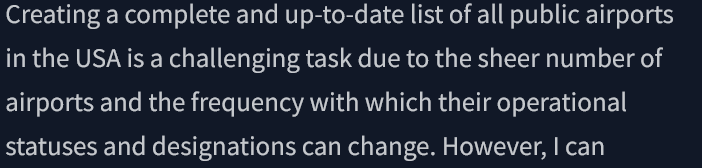 Creating a complete and up-to-date list of all public airports
in the USA is a challenging task due to the sheer number of
airports and the frequency with which their operational
statuses and designations can change. However, I can